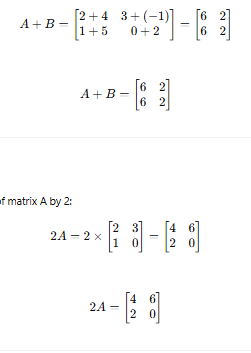 A + B = [2 + 4 3 + (−1) 1 + 5 0 + 2] = [6 2 6 2]
A + B = [6 2 6 2]
of matrix A by 2:
2A = 2 × [2 3 1 0] = [4 6 2 0]
2A = [4 6 2 0]